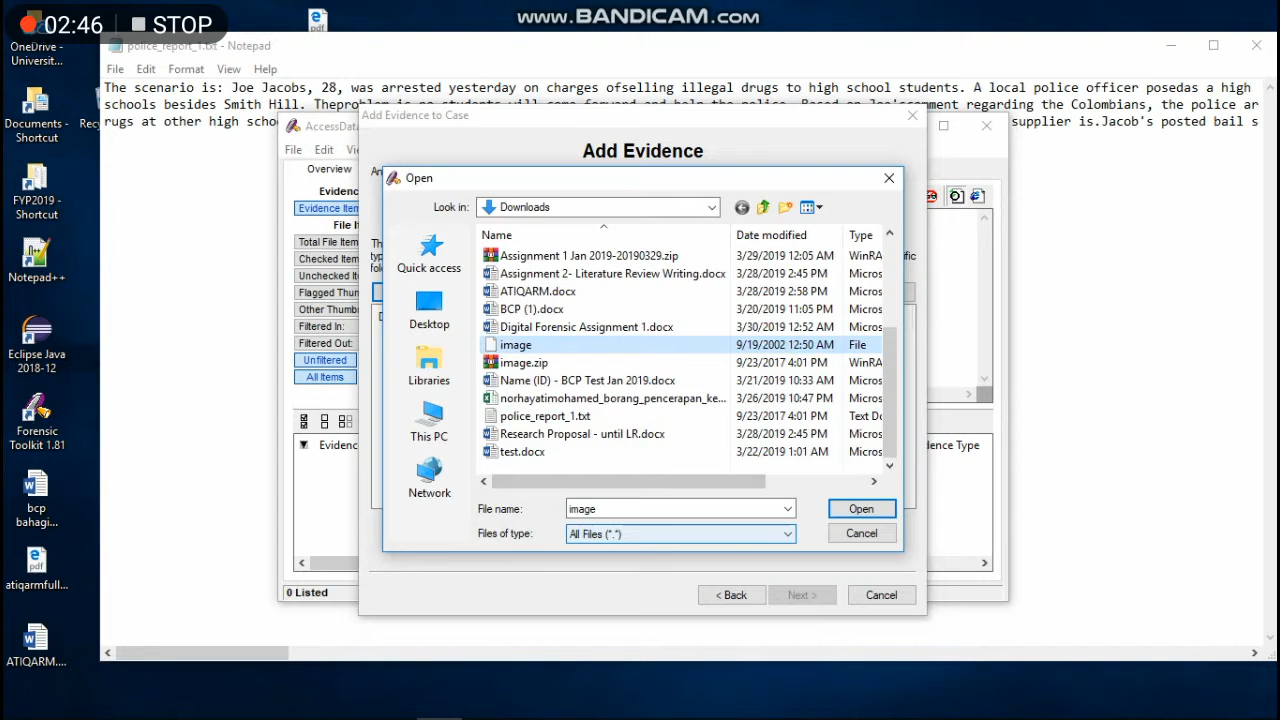 www.BANDICAM.com
02:46
STOP
OneDrive -
Universit...
Documents -
Shortcut
FYP2019 -
Shortcut
Notepad++
Eclipse Java
2018-12
Forensic
Toolkit 1.81
bcp
bahagi...
atiqarmfull...
ATIQARM....
pdf
pdf
police_report_1.txt - Notepad
File Edit Format View Help
The scenario is: Joe Jacobs, 28, was arrested yesterday on charges ofselling illegal drugs to high school students. A local police officer posedas a high
schools besides Smith Hill. Theproblem is no students will come forward and help the police. Based on Joe'scomment regarding the Colombians, the police ar
rugs at other high scho
supplier is.Jacob's posted bail s
AccessData
File Edit Vi
Overview
Evidenc
Evidence Item
File It
Total File Item
Checked Item
Unchecked Item
Flagged Thum
Other Thumb
Filtered In:
Filtered Out:
Unfiltered
All Items
Evidenc
dence Type
0 Listed
Add Evidence to Case
Add Evidence
Open
Look in: Downloads
Quick access
Desktop
Libraries
This PC
Network
Name Date modified Type
Assignment 1 Jan 2019-20190329.zip 3/29/2019 12:05 AM WinRA
Assignment 2- Literature Review Writing.docx 3/28/2019 2:45 PM Micros
ATIQARM.docx 3/28/2019 2:58 PM Micros
BCP (1).docx 3/20/2019 11:05 PM Micros
Digital Forensic Assignment 1.docx 3/30/2019 12:52 AM Micros
image 9/19/2002 12:50 AM File
image.zip 9/23/2017 4:01 PM WinRA
Name (ID) - BCP Test Jan 2019.docx 3/21/2019 10:33 AM Micros
norhayatimohamed_borang_pencerapan_ke... 3/26/2019 10:47 PM Micros
police_report_1.txt 9/23/2017 4:01 PM Text Do
Research Proposal - until LR.docx 3/28/2019 2:45 PM Micros
test.docx 3/22/2019 1:01 AM Micros
File name: image Open
Files of type: All Files (*.*) Cancel
< Back Next > Cancel